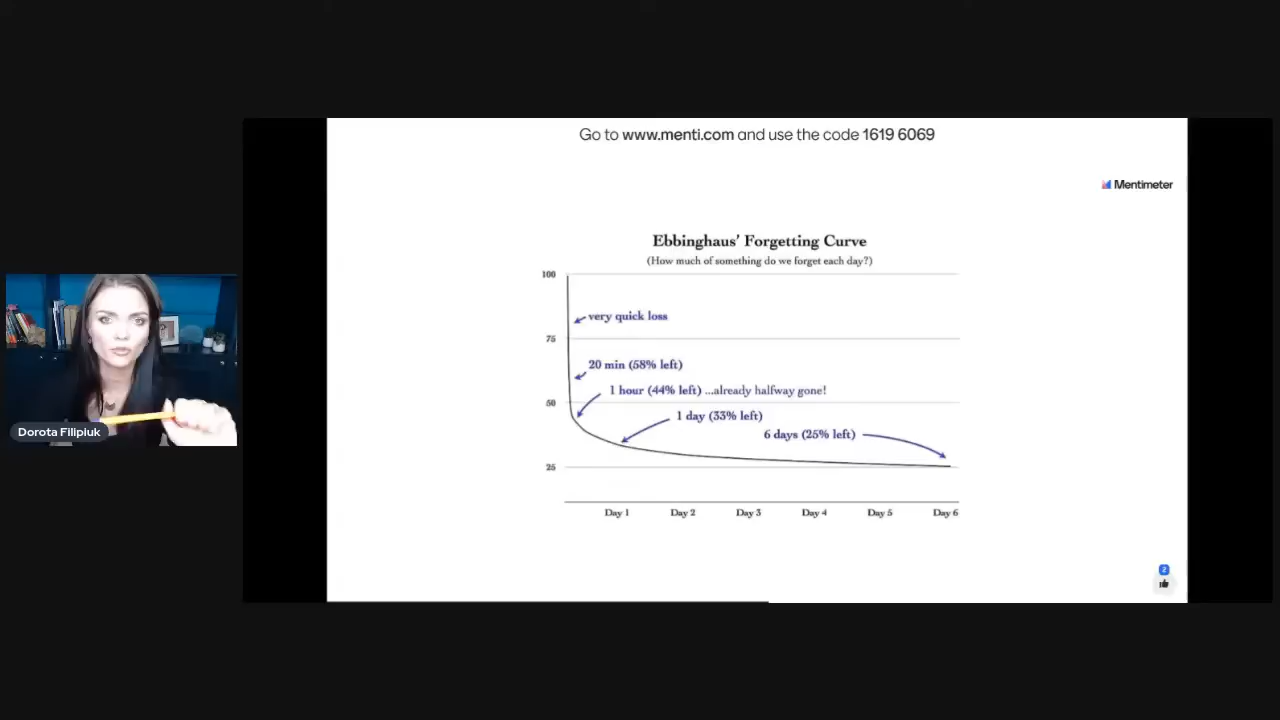 Go to www.menti.com and use the code 1619 6069
Mentimeter
Ebbinghaus' Forgetting Curve
(How much of something do we forget each day?)
100
very quick loss
75
20 min (58% left)
1 hour (44% left) ...already halfway gone!
50
1 day (33% left)
6 days (25% left)
25
Day 1 Day 2 Day 3 Day 4 Day 5 Day 6
Dorota Filipiuk
2